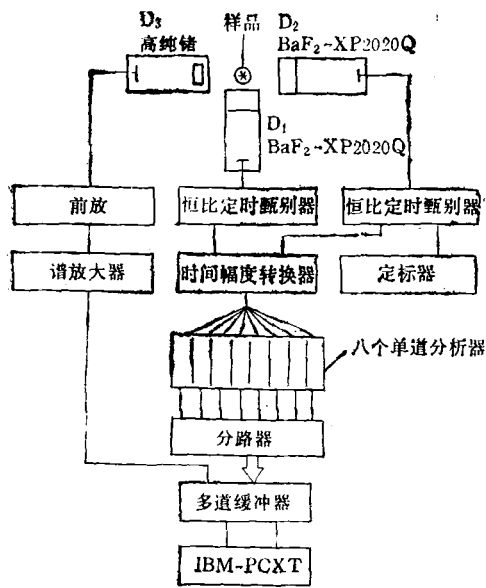 D₃
高纯锗
样品
D₂
BaF₂-XP2020Q
D₁
BaF₂-XP2020Q
前放
恒比定时甄别器
恒比定时甄别器
谱放大器
时间幅度转换器
定标器
八个单道分析器
分路器
多道缓冲器
IBM-PCXT